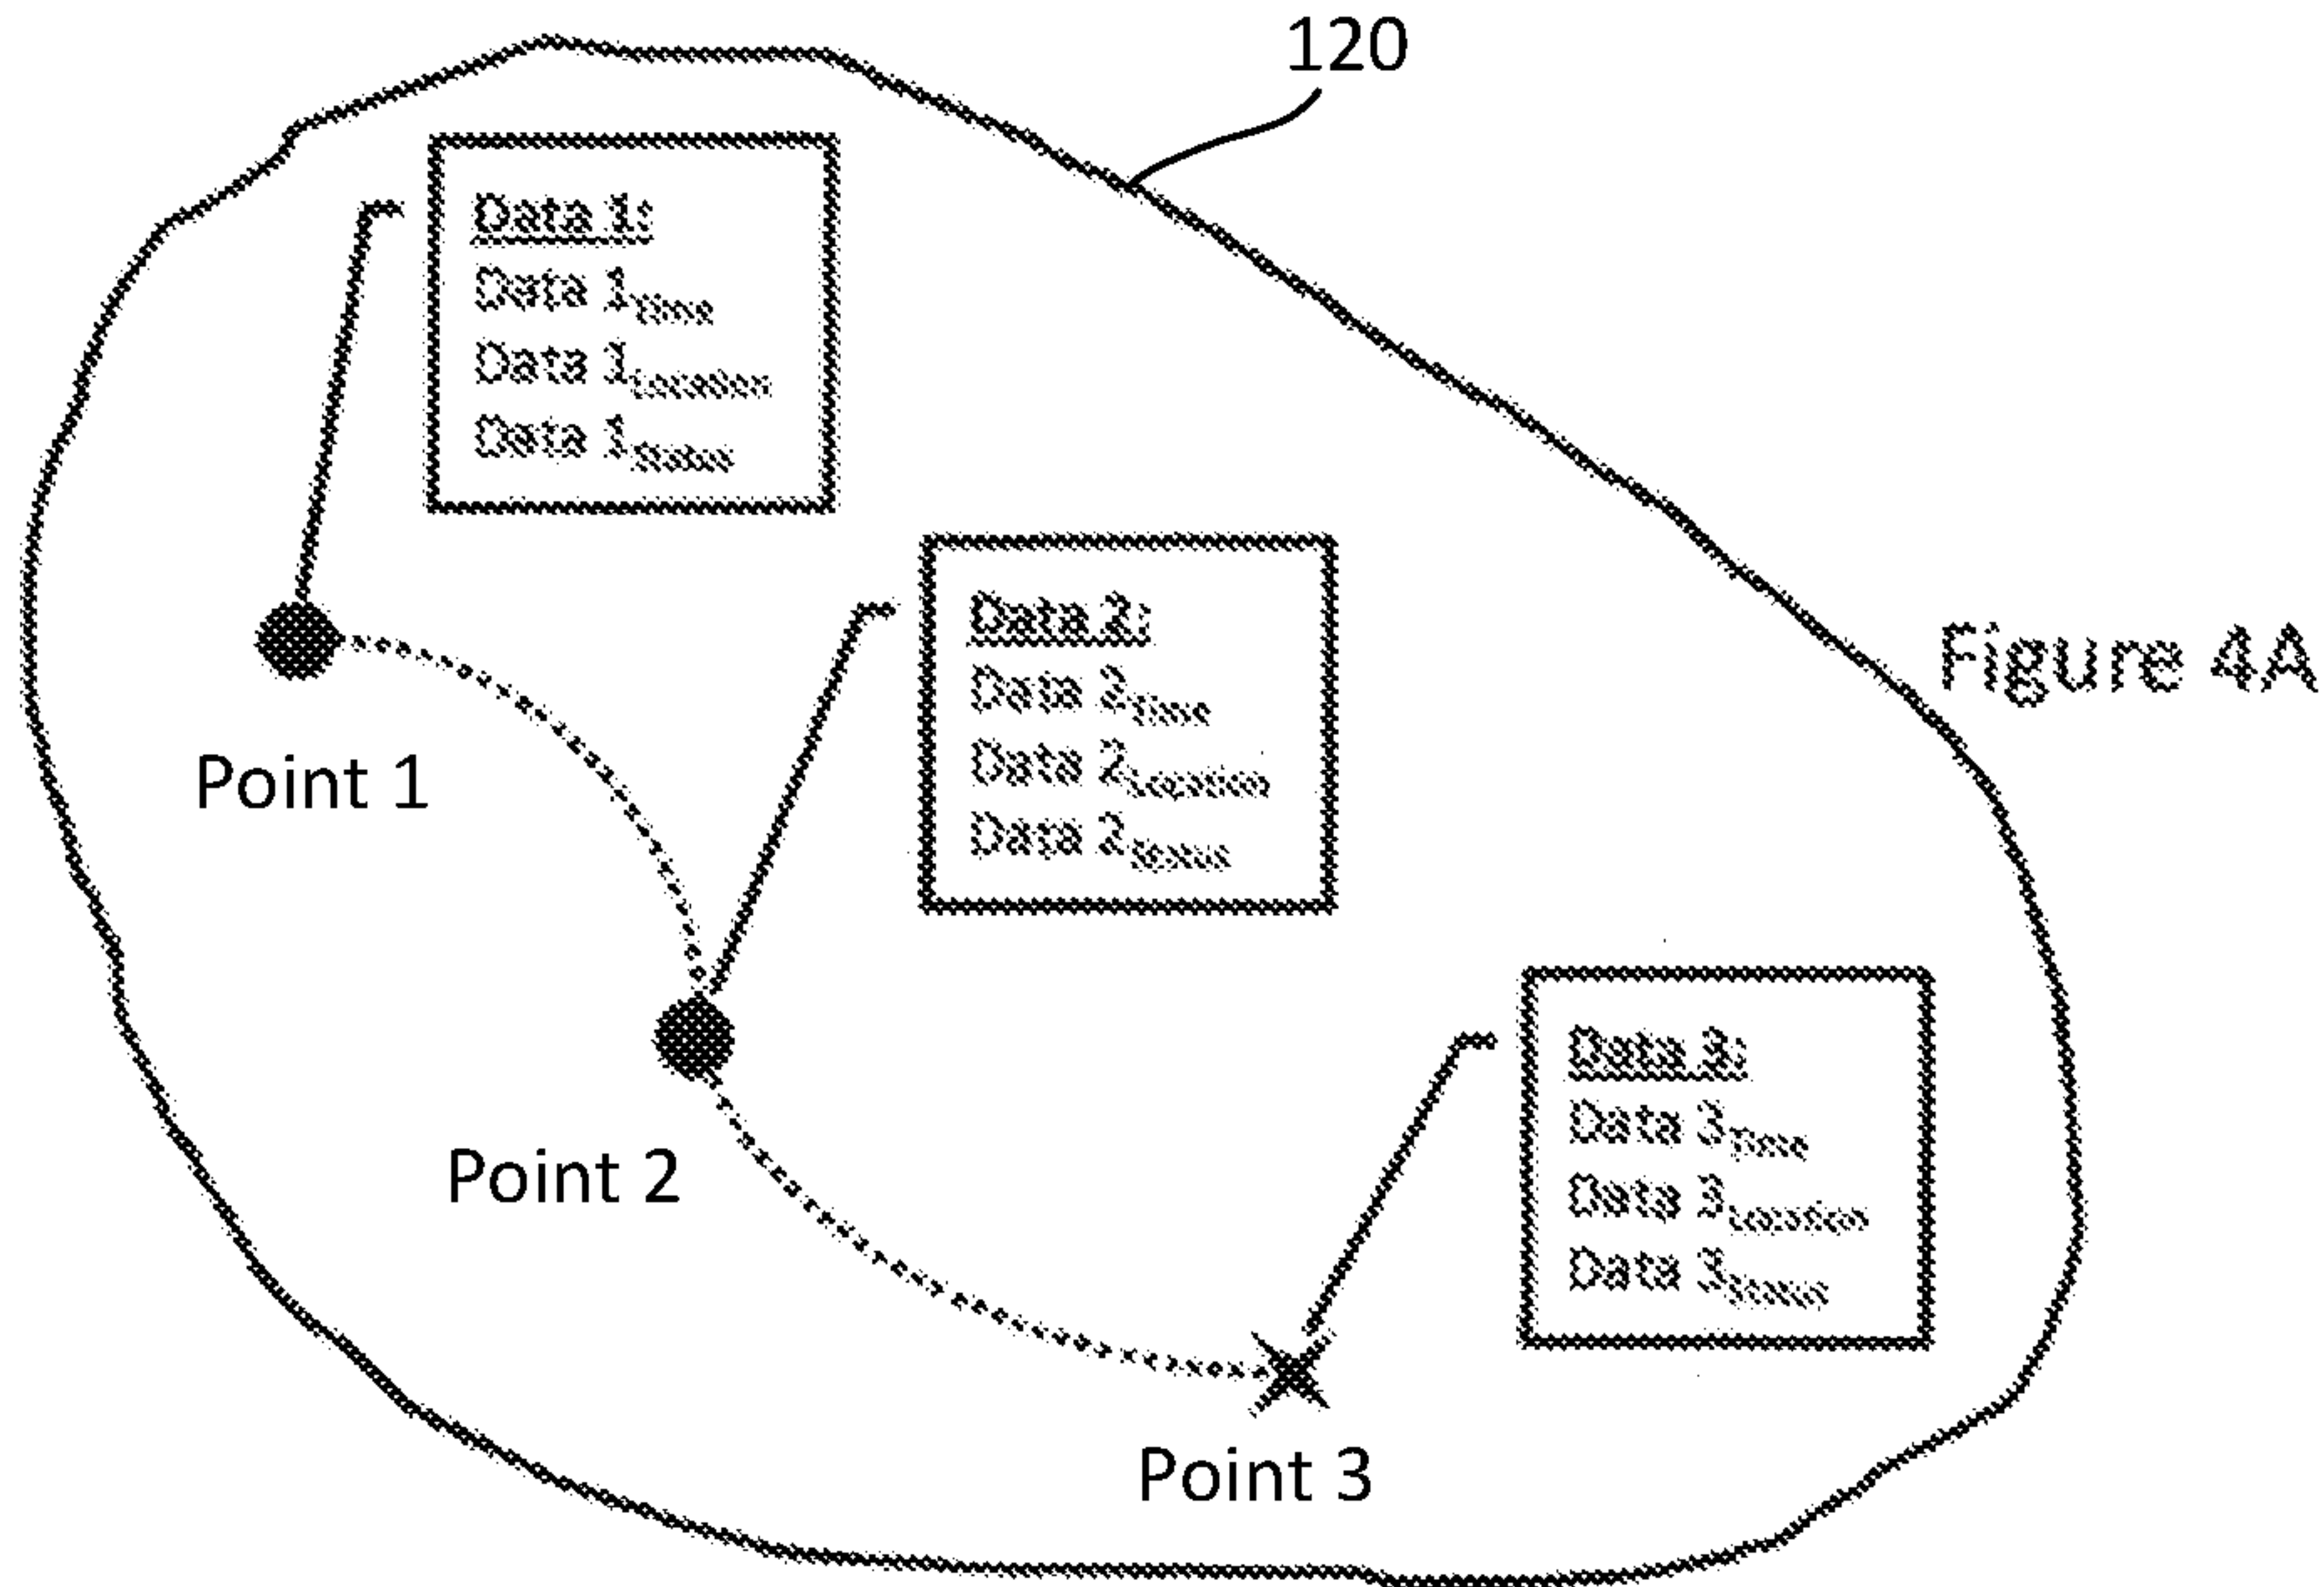 120
Data 1:
Data 1Time
Data 1Location
Data 1Status
Point 1
Data 2:
Data 2Time
Data 2Location
Data 2Status
Figure 4A
Point 2
Data 3:
Data 3Time
Data 3Location
Data 3Status
Point 3